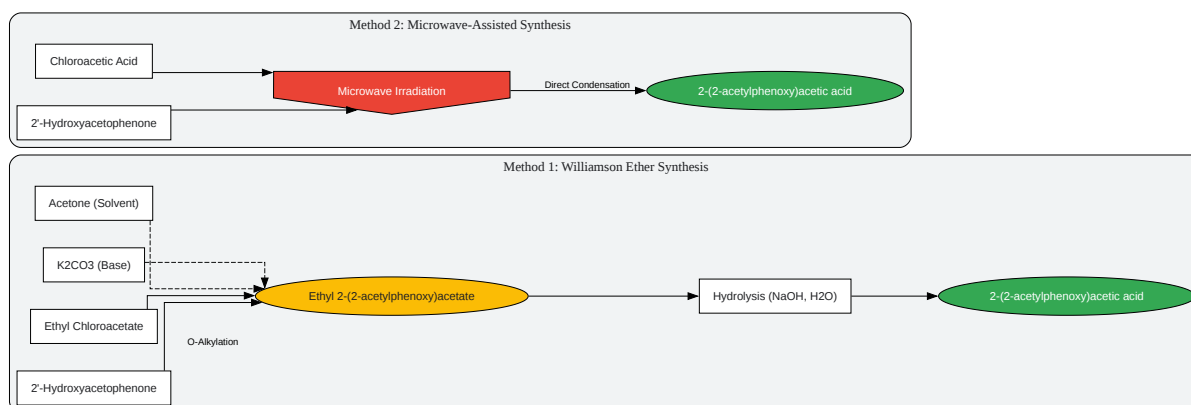 Method 2: Microwave-Assisted Synthesis
Chloroacetic Acid
Microwave Irradiation
Direct Condensation
2-(2-acetylphenoxy)acetic acid
2'-Hydroxyacetophenone
Method 1: Williamson Ether Synthesis
Acetone (Solvent)
K2CO3 (Base)
Ethyl 2-(2-acetylphenoxy)acetate
Hydrolysis (NaOH, H2O)
2-(2-acetylphenoxy)acetic acid
Ethyl Chloroacetate
O-Alkylation
2'-Hydroxyacetophenone